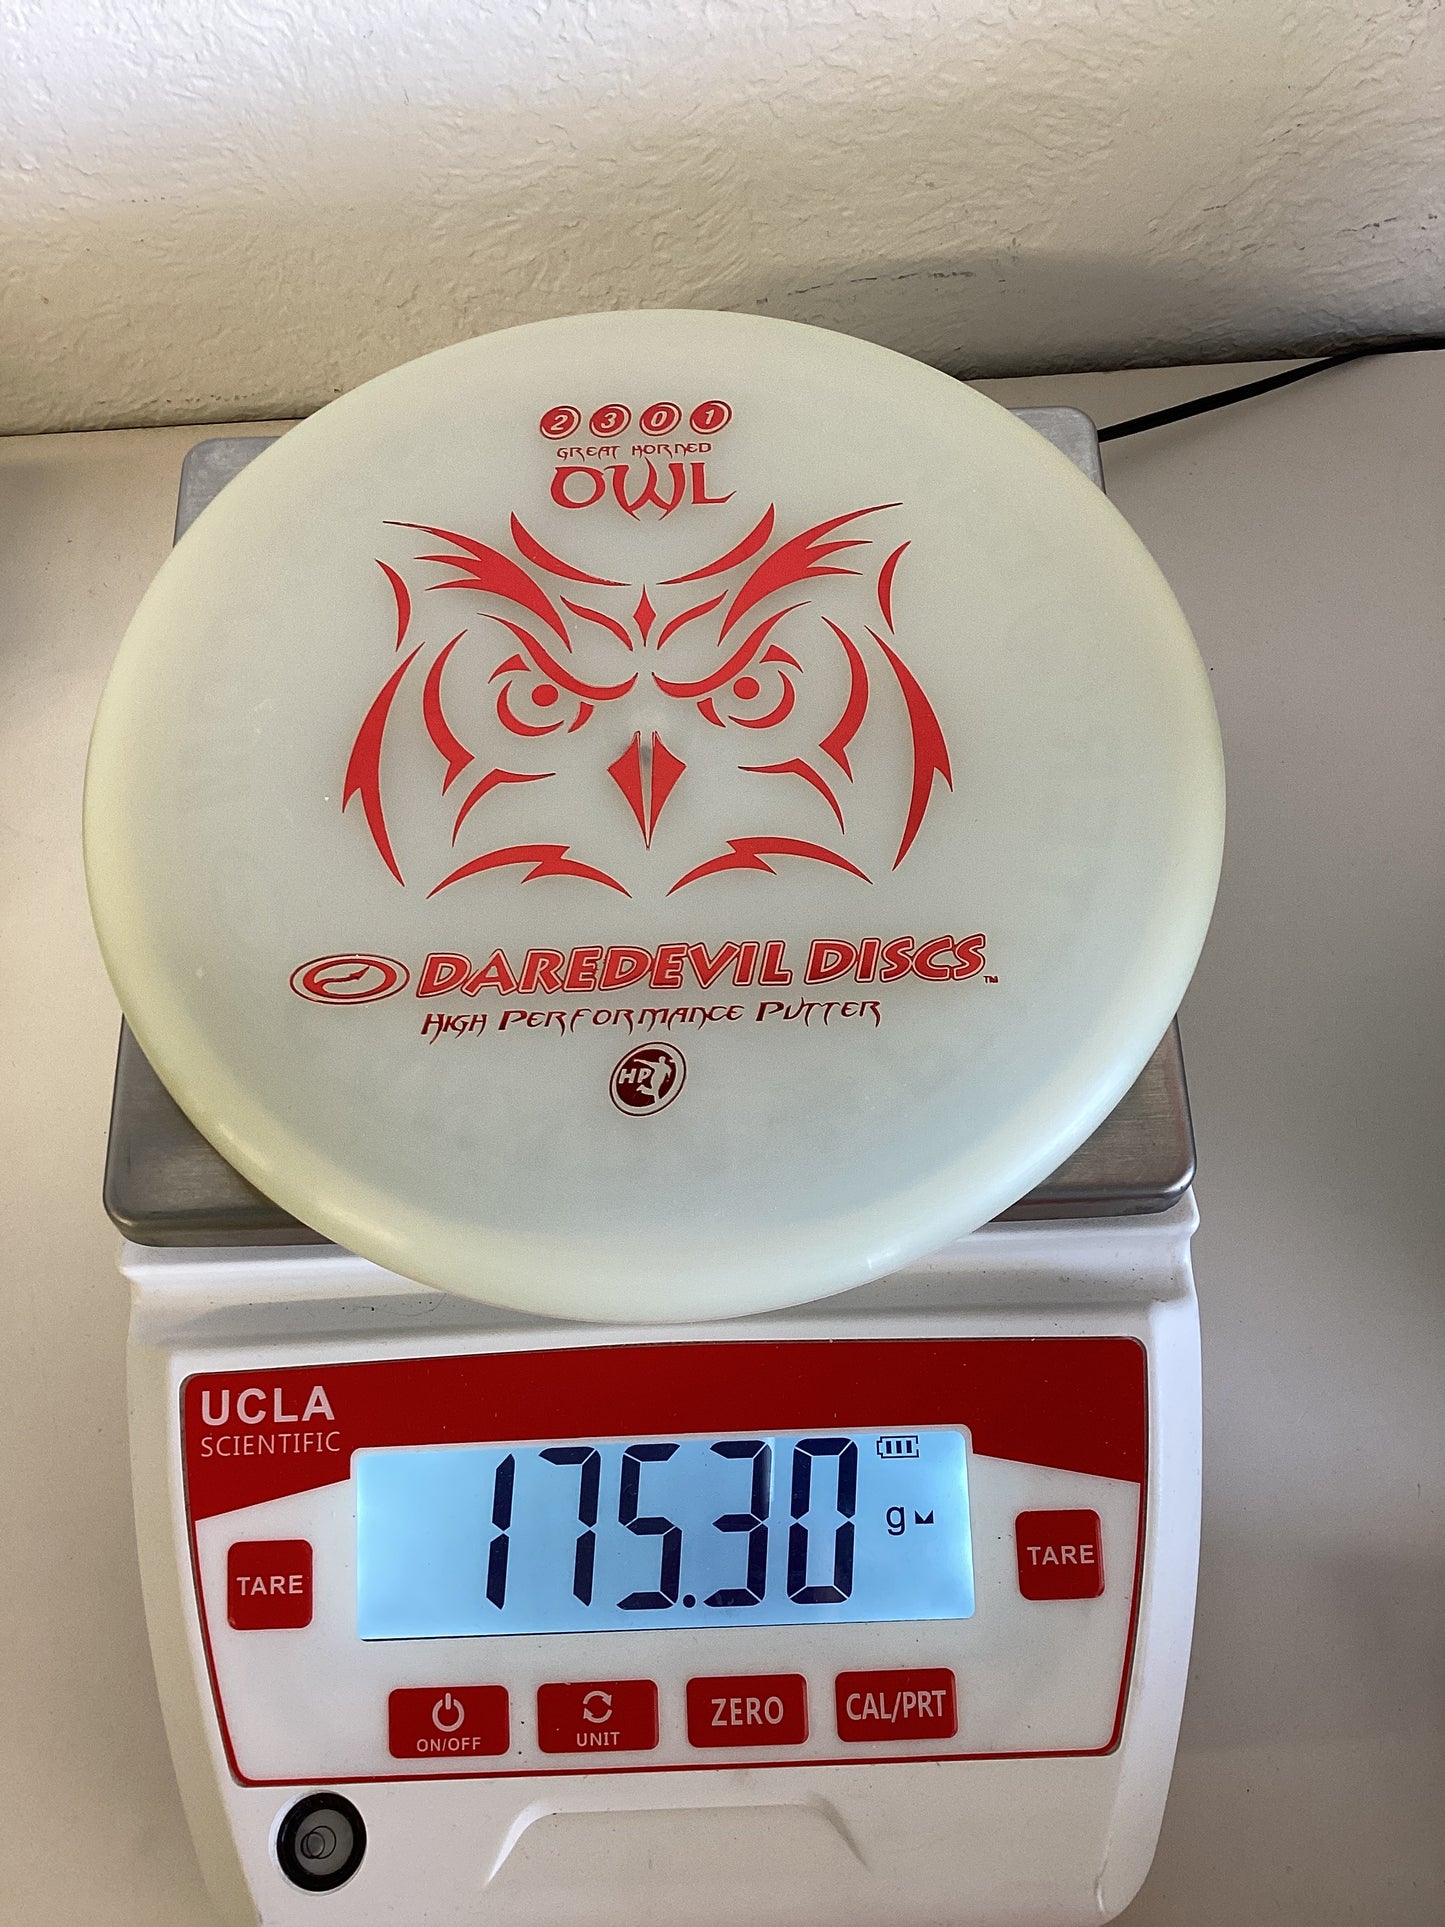 2 3 0 1
GREAT HORNED
OWL
DAREDEVIL DISCS™
HIGH PERFORMANCE PUTTER
HP
UCLA
SCIENTIFIC
175.30 g
TARE
TARE
ON/OFF
UNIT
ZERO
CAL/PRT